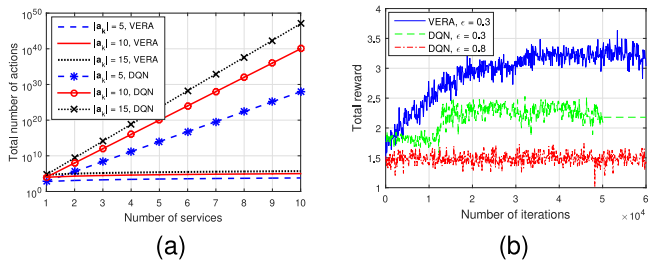 Total number of actions
10^50
10^40
10^30
10^20
10^10
10^0
|a_k| = 5, VERA
|a_k| = 10, VERA
|a_k| = 15, VERA
|a_k| = 5, DQN
|a_k| = 10, DQN
|a_k| = 15, DQN
1 2 3 4 5 6 7 8 9 10
Number of services
(a)
Total reward
4
3.5
3
2.5
2
1.5
1
VERA, ϵ = 0.3
DQN, ϵ = 0.3
DQN, ϵ = 0.8
0 1 2 3 4 5 6
Number of iterations
×10^4
(b)